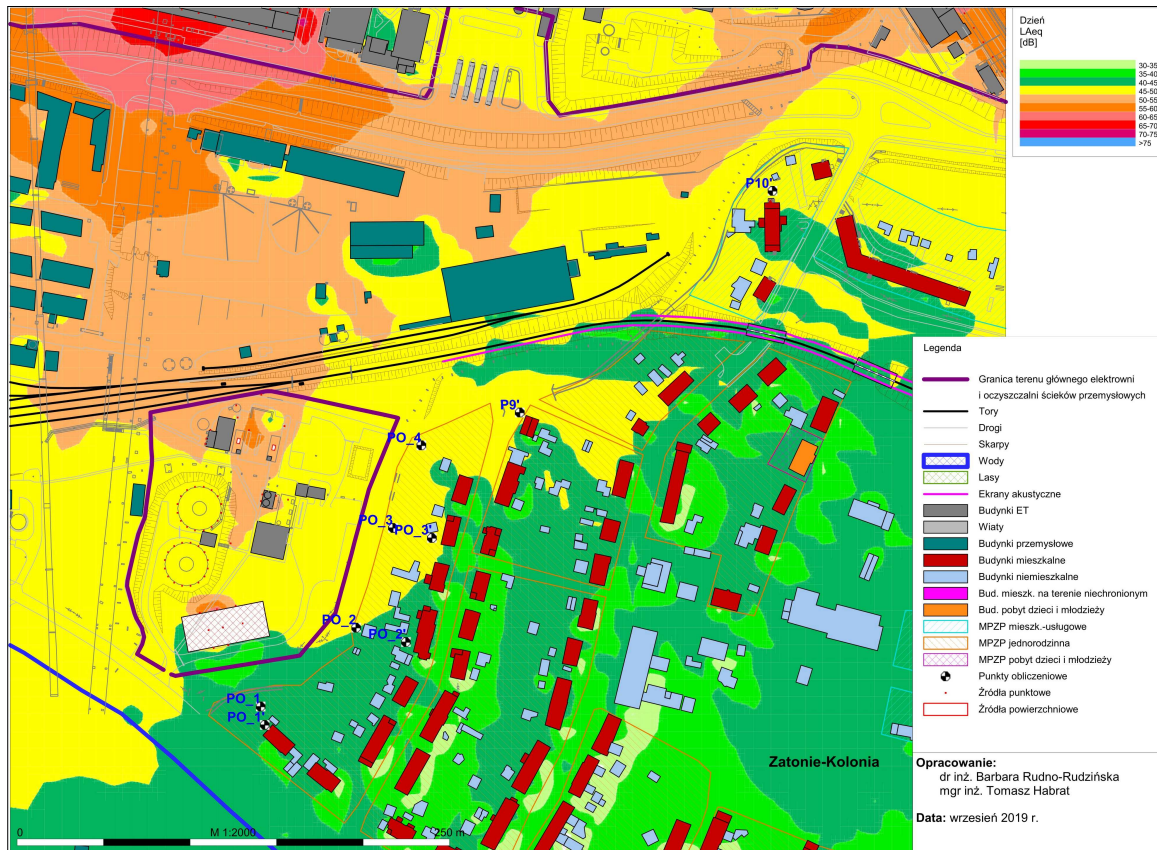 Dzień
LAeq
[dB]
30-35
35-40
40-45
45-50
50-55
55-60
60-65
65-70
70-75
>75
P10'
P9'
PO_4
PO_3
PO_3'
PO_2
PO_2'
PO_1
PO_1'
Zatonie-Kolonia
0
M 1:2000
250 m
Legenda
Granica terenu głównego elektrowni
i oczyszczalni ścieków przemysłowych
Tory
Drogi
Skarpy
Wody
Lasy
Ekrany akustyczne
Budynki ET
Wiaty
Budynki przemysłowe
Budynki mieszkalne
Budynki niemieszkalne
Bud. mieszk. na terenie niechronionym
Bud. pobyt dzieci i młodzieży
MPZP mieszk.-usługowe
MPZP jednorodzinna
MPZP pobyt dzieci i młodzieży
Punkty obliczeniowe
Źródła punktowe
Źródła powierzchniowe
Opracowanie:
dr inż. Barbara Rudno-Rudzińska
mgr inż. Tomasz Habrat
Data: wrzesień 2019 r.